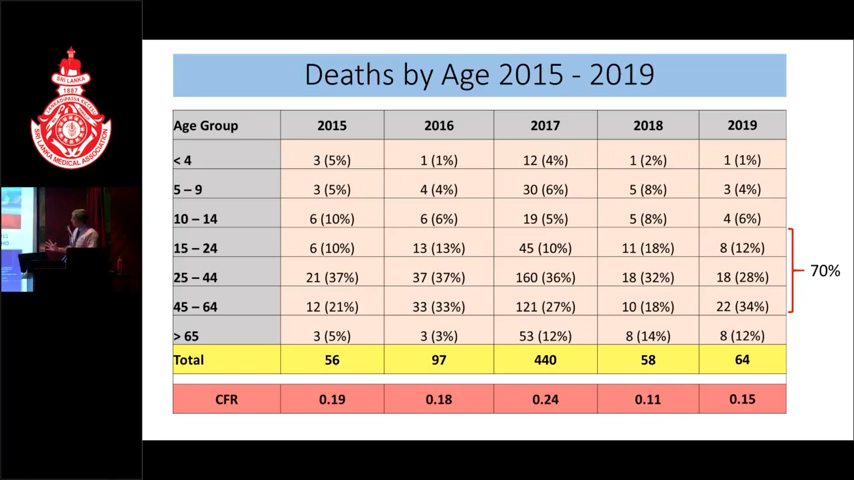 SRI LANKA
1887
SRI LANKA MEDICAL ASSOCIATION
Deaths by Age 2015 - 2019
Age Group 2015 2016 2017 2018 2019
< 4 3 (5%) 1 (1%) 12 (4%) 1 (2%) 1 (1%)
5 – 9 3 (5%) 4 (4%) 30 (6%) 5 (8%) 3 (4%)
10 – 14 6 (10%) 6 (6%) 19 (5%) 5 (8%) 4 (6%)
15 – 24 6 (10%) 13 (13%) 45 (10%) 11 (18%) 8 (12%)
25 – 44 21 (37%) 37 (37%) 160 (36%) 18 (32%) 18 (28%)
45 – 64 12 (21%) 33 (33%) 121 (27%) 10 (18%) 22 (34%)
> 65 3 (5%) 3 (3%) 53 (12%) 8 (14%) 8 (12%)
Total 56 97 440 58 64
CFR 0.19 0.18 0.24 0.11 0.15
70%